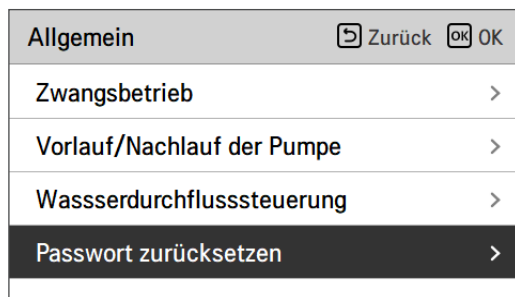 Allgemein Zurück OK OK
Zwangsbetrieb
Vorlauf/Nachlauf der Pumpe
Wassserdurchflusssteuerung
Passwort zurücksetzen